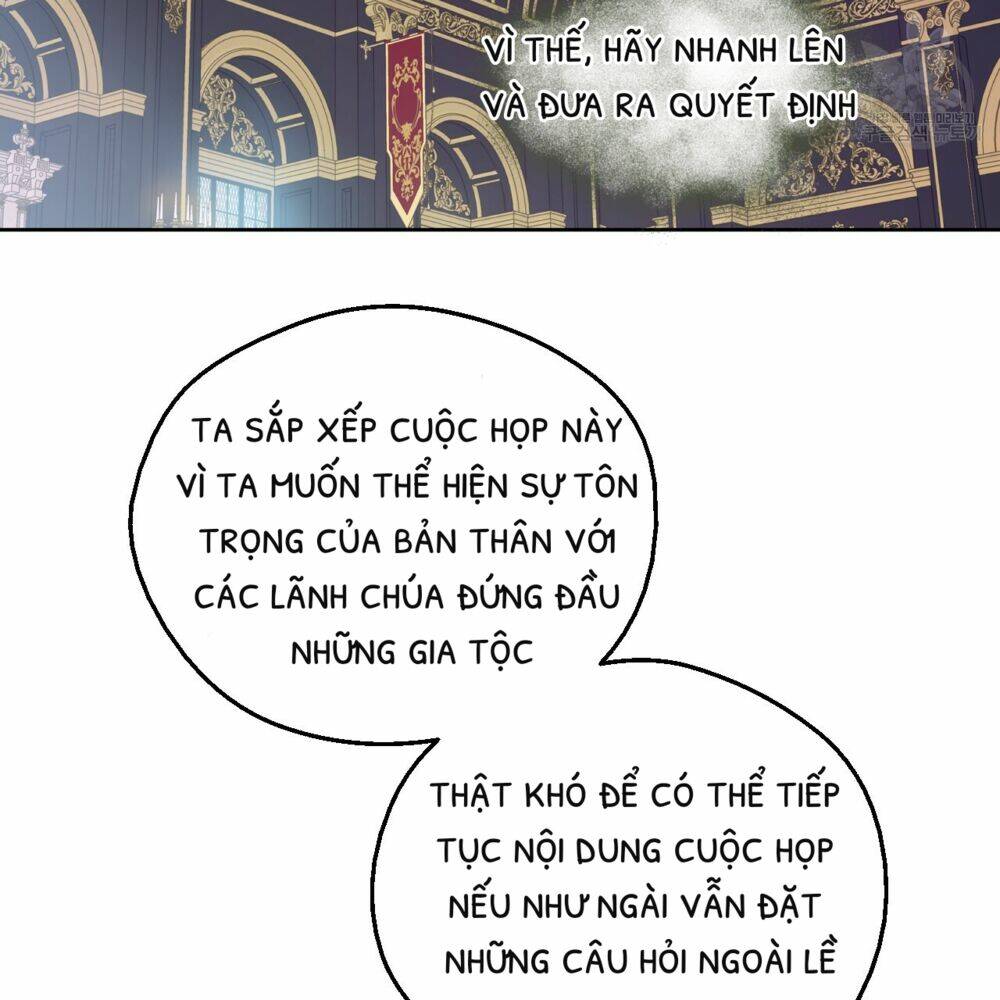 VÌ THẾ, HÃY NHANH LÊN
VÀ ĐƯA RA QUYẾT ĐỊNH
TA SẮP XẾP CUỘC HỌP NÀY
VÌ TA MUỐN THỂ HIỆN SỰ TÔN
TRỌNG CỦA BẢN THÂN VỚI
CÁC LÃNH CHÚA ĐỨNG ĐẦU
NHỮNG GIA TỘC
THẬT KHÓ ĐỂ CÓ THỂ TIẾP
TỤC NỘI DUNG CUỘC HỌP
NẾU NHƯ NGÀI VẪN ĐẶT
NHỮNG CÂU HỎI NGOÀI LỀ